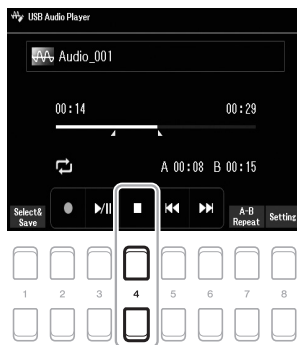 USB Audio Player
Audio_001
00:14 00:29
A 00:08 B 00:15
Select& Save A-B Repeat Setting
1 2 3 4 5 6 7 8